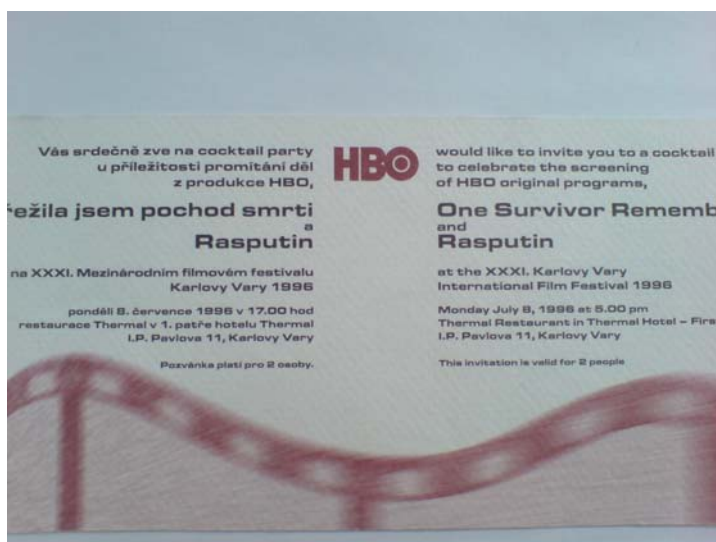 Vás srdečně zve na cocktail party
u příležitosti promítání děl
z produkce HBO,
ežila jsem pochod smrti
a
Rasputin
na XXXI. Mezinárodním filmovém festivalu
Karlovy Vary 1996
pondělí 8. července 1996 v 17.00 hod
restaurace Thermal v 1. patře hotelu Thermal
I.P. Pavlova 11, Karlovy Vary
Pozvánka platí pro 2 osoby.
HBO
would like to invite you to a cocktail
to celebrate the screening
of HBO original programs,
One Survivor Rememb
and
Rasputin
at the XXXI. Karlovy Vary
International Film Festival 1996
Monday July 8, 1996 at 5.00 pm
Thermal Restaurant in Thermal Hotel – Firs
I.P. Pavlova 11, Karlovy Vary
This invitation is valid for 2 people